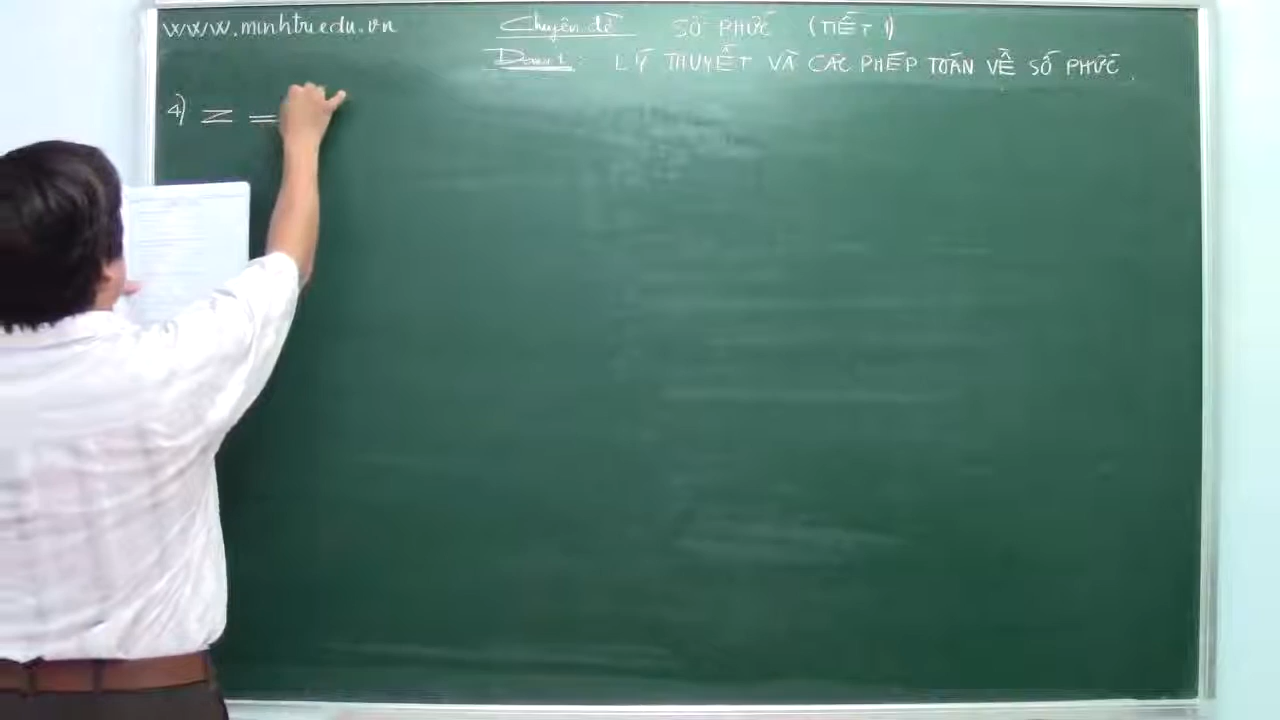 www.minhtriedu.vn
Chuyên đề SỐ PHỨC (TIẾT 1)
Dạng 1: LÝ THUYẾT VÀ CÁC PHÉP TOÁN VỀ SỐ PHỨC.
4) Z =